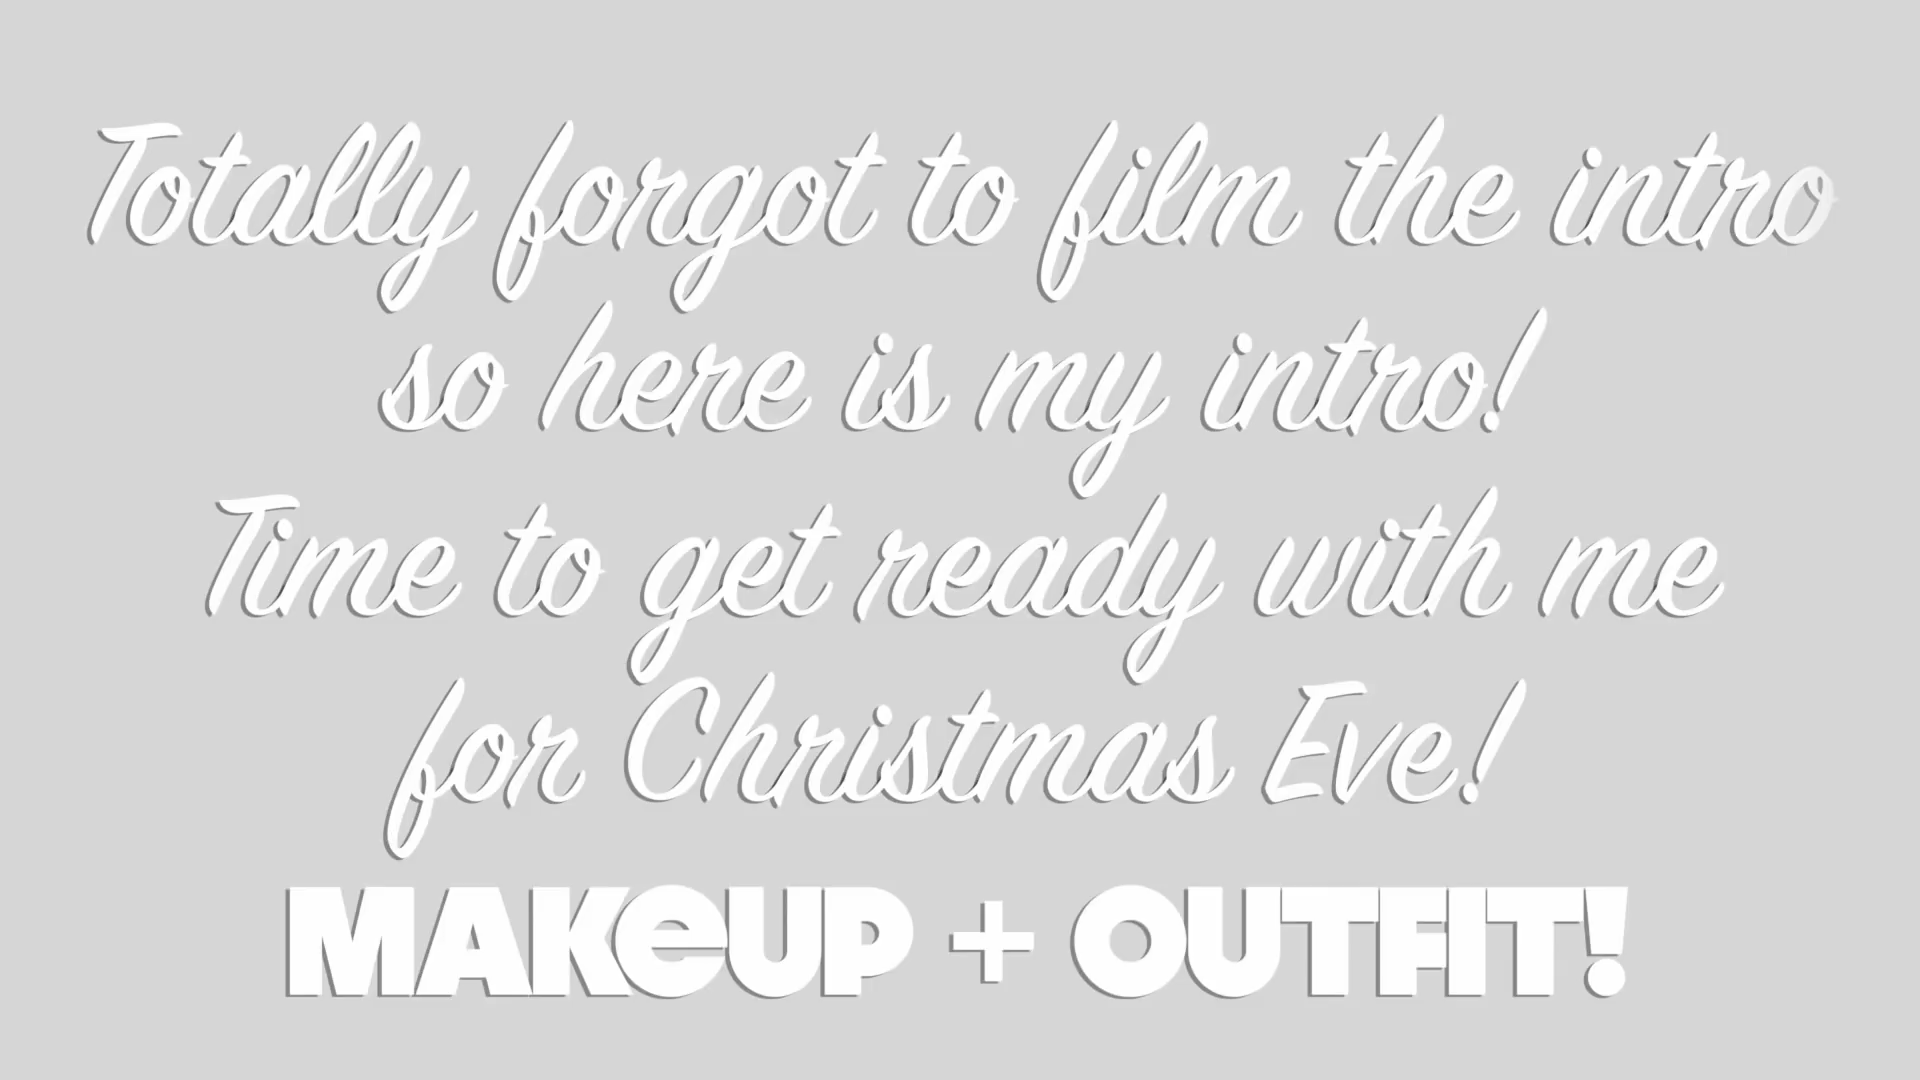 Totally forgot to film the intro
so here is my intro!
Time to get ready with me
for Christmas Eve!
MAKEUP + OUTFIT!